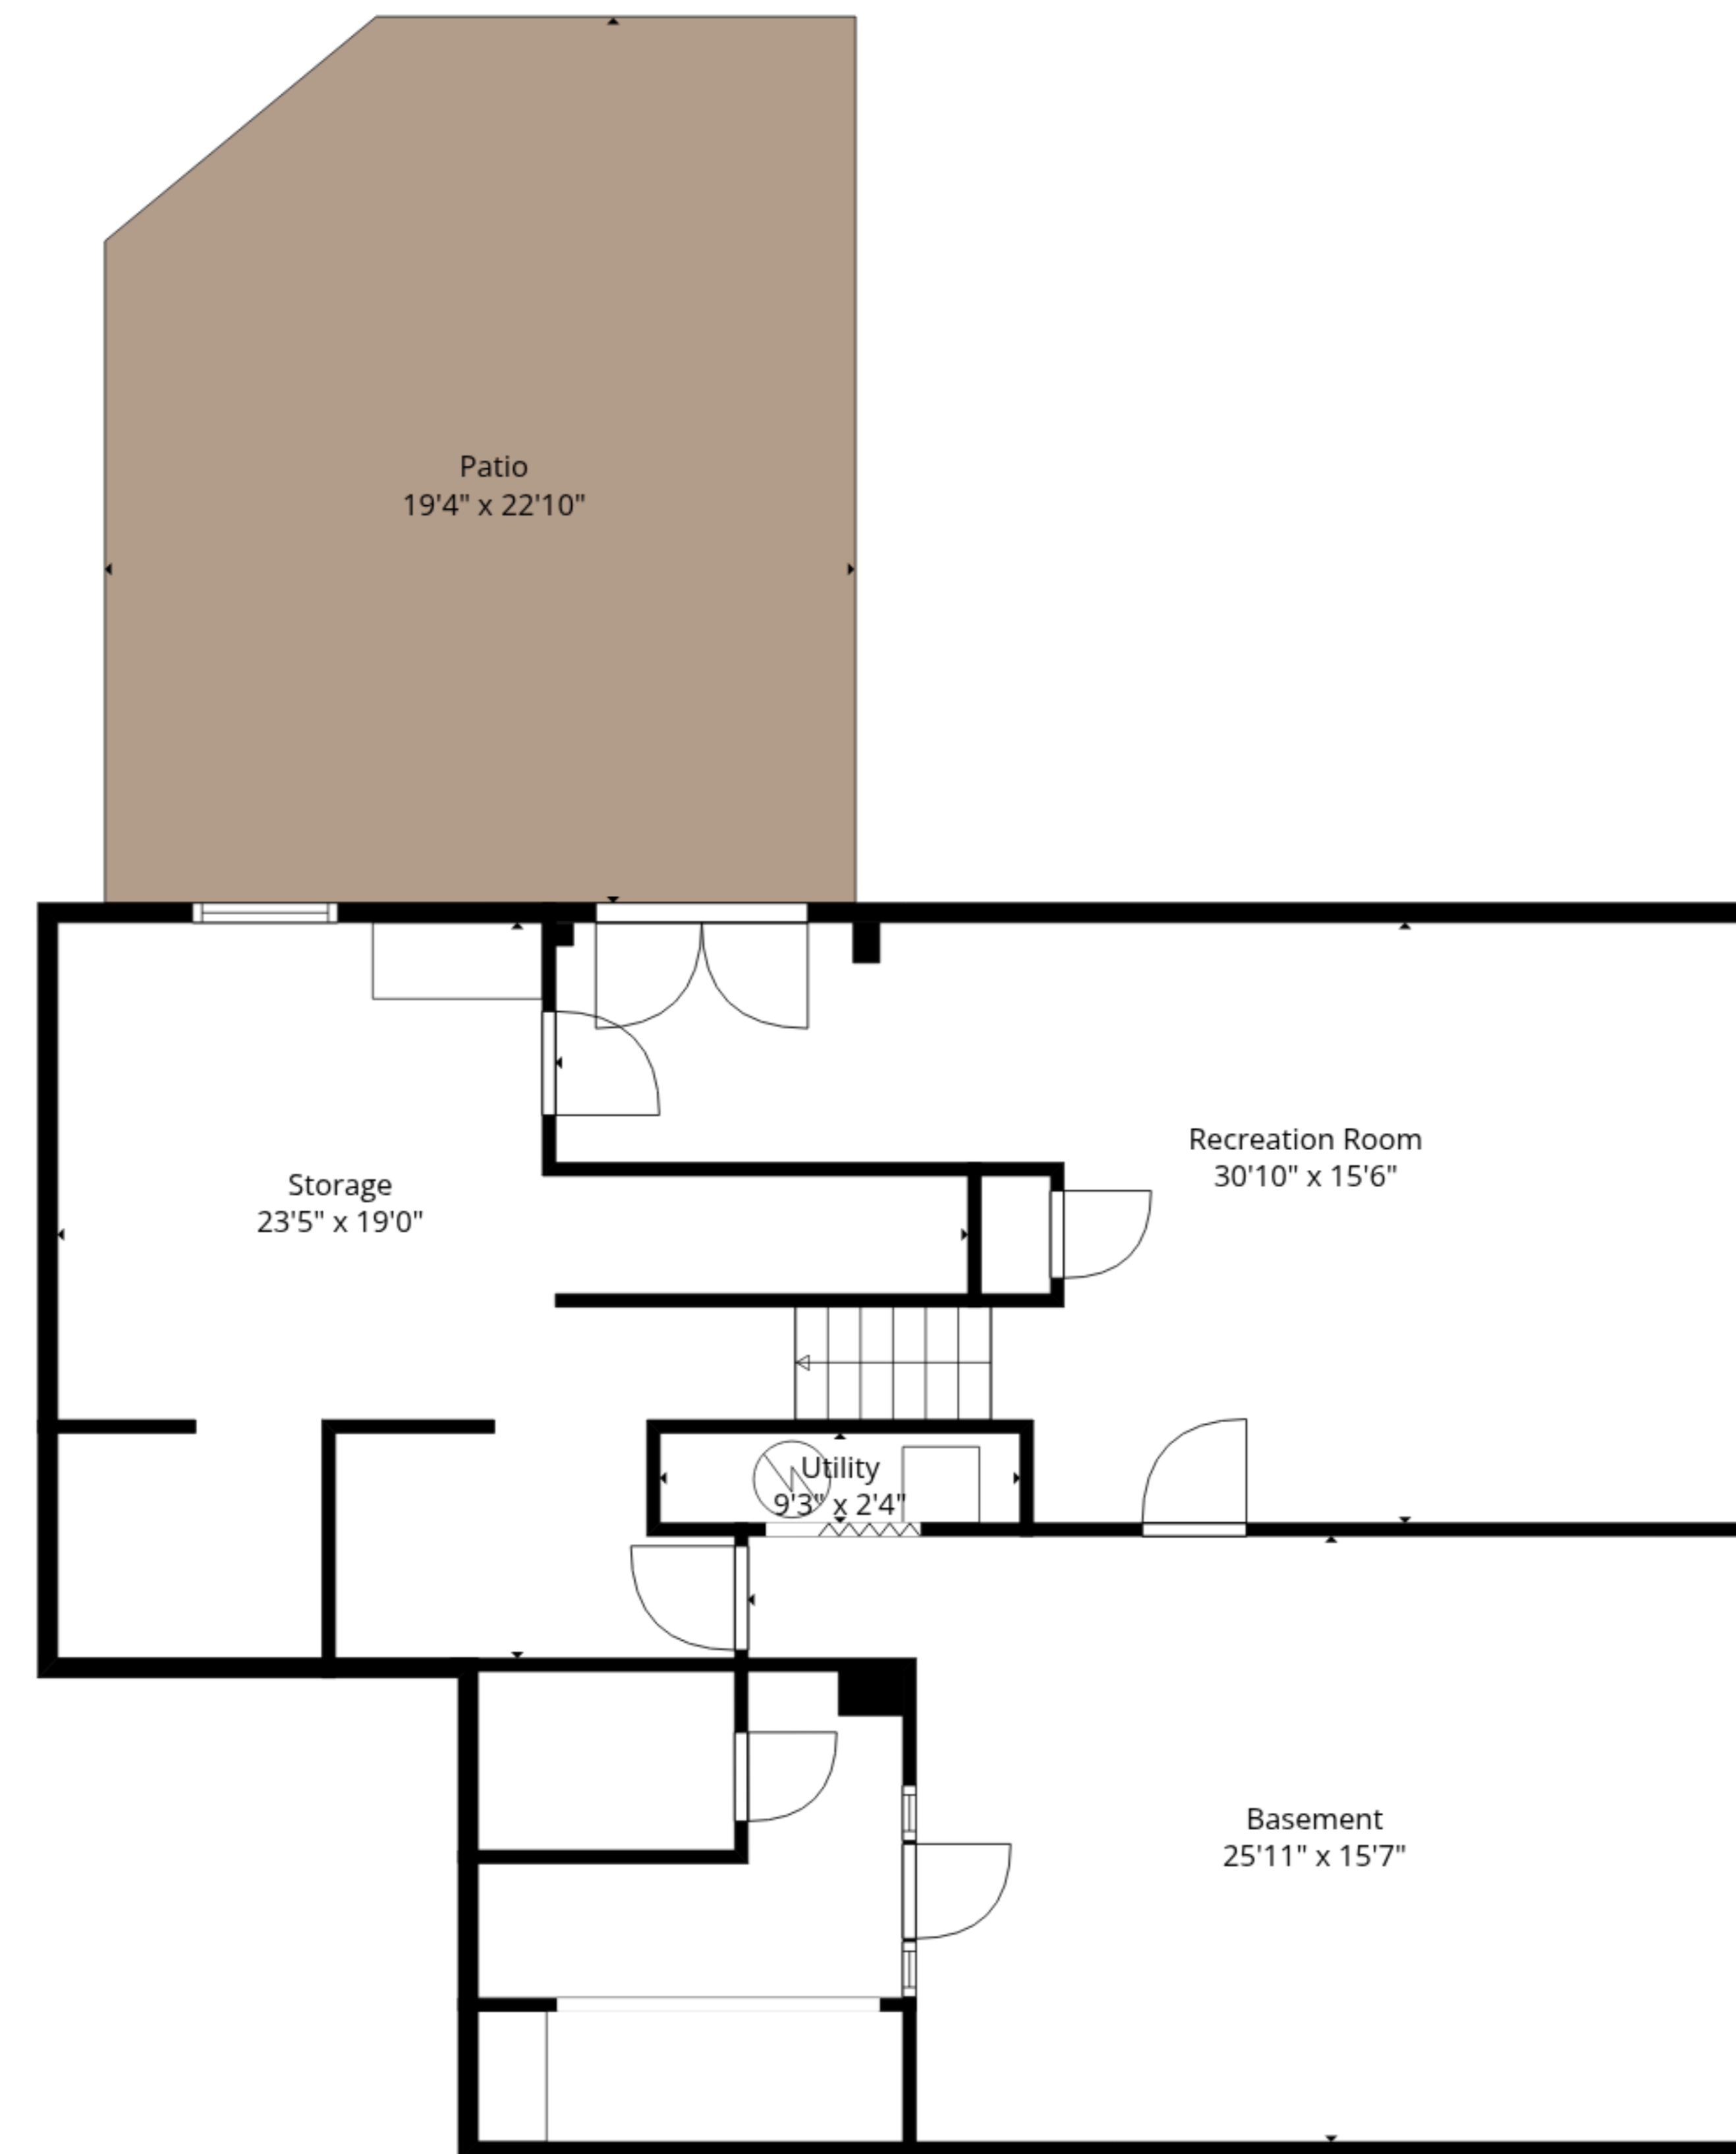 Patio
19'4" x 22'10"
Recreation Room
30'10" x 15'6"
Storage
23'5" x 19'0"
Utility
9'3" x 2'4"
Basement
25'11" x 15'7"